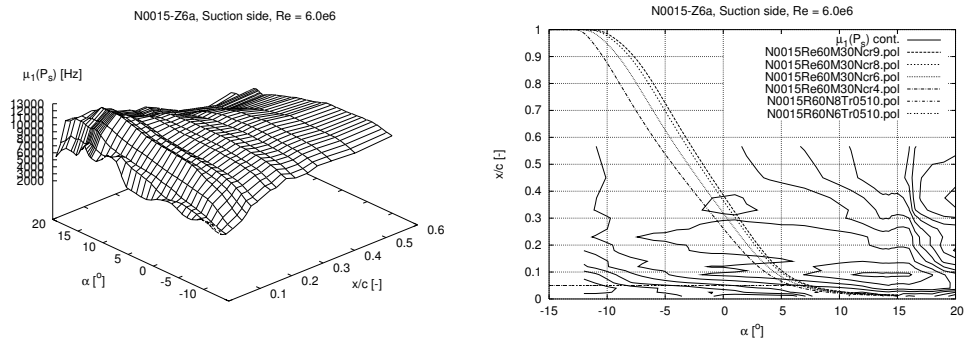 N0015-Z6a, Suction side, Re = 6.0e6
μ1(Ps) [Hz]
13000
12000
11000
10000
9000
8000
7000
6000
5000
4000
3000
2000
20
15
10
5
0
-5
-10
α [o]
0.1
0.2
0.3
0.4
0.5
0.6
x/c [-]
N0015-Z6a, Suction side, Re = 6.0e6
μ1(Ps) cont.
N0015Re60M30Ncr9.pol
N0015Re60M30Ncr8.pol
N0015Re60M30Ncr6.pol
N0015Re60M30Ncr4.pol
N0015R60N8Tr0510.pol
N0015R60N6Tr0510.pol
1
0.9
0.8
0.7
0.6
0.5
0.4
0.3
0.2
0.1
0
x/c [-]
-15 -10 -5 0 5 10 15 20
α [o]